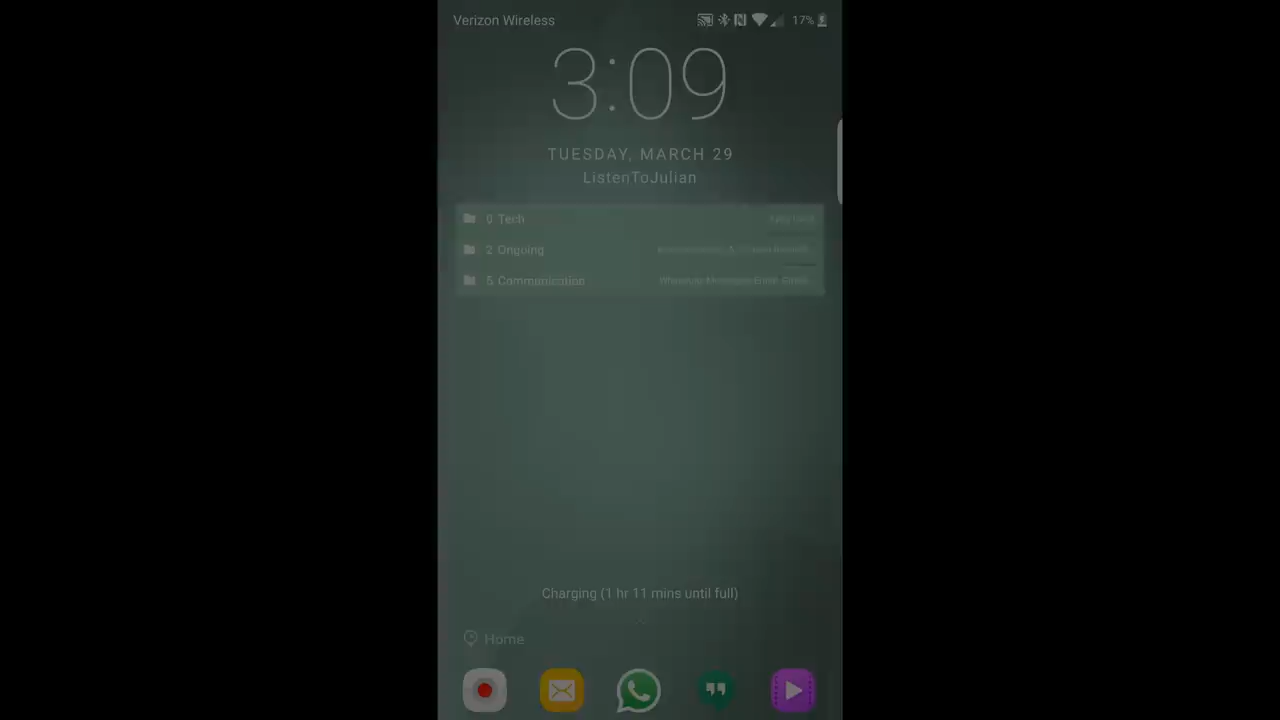 Verizon Wireless
17%
3:09
TUESDAY, MARCH 29
ListenToJulian
0 Tech
2 Ongoing
5 Communication
Charging (1 hr 11 mins until full)
Home